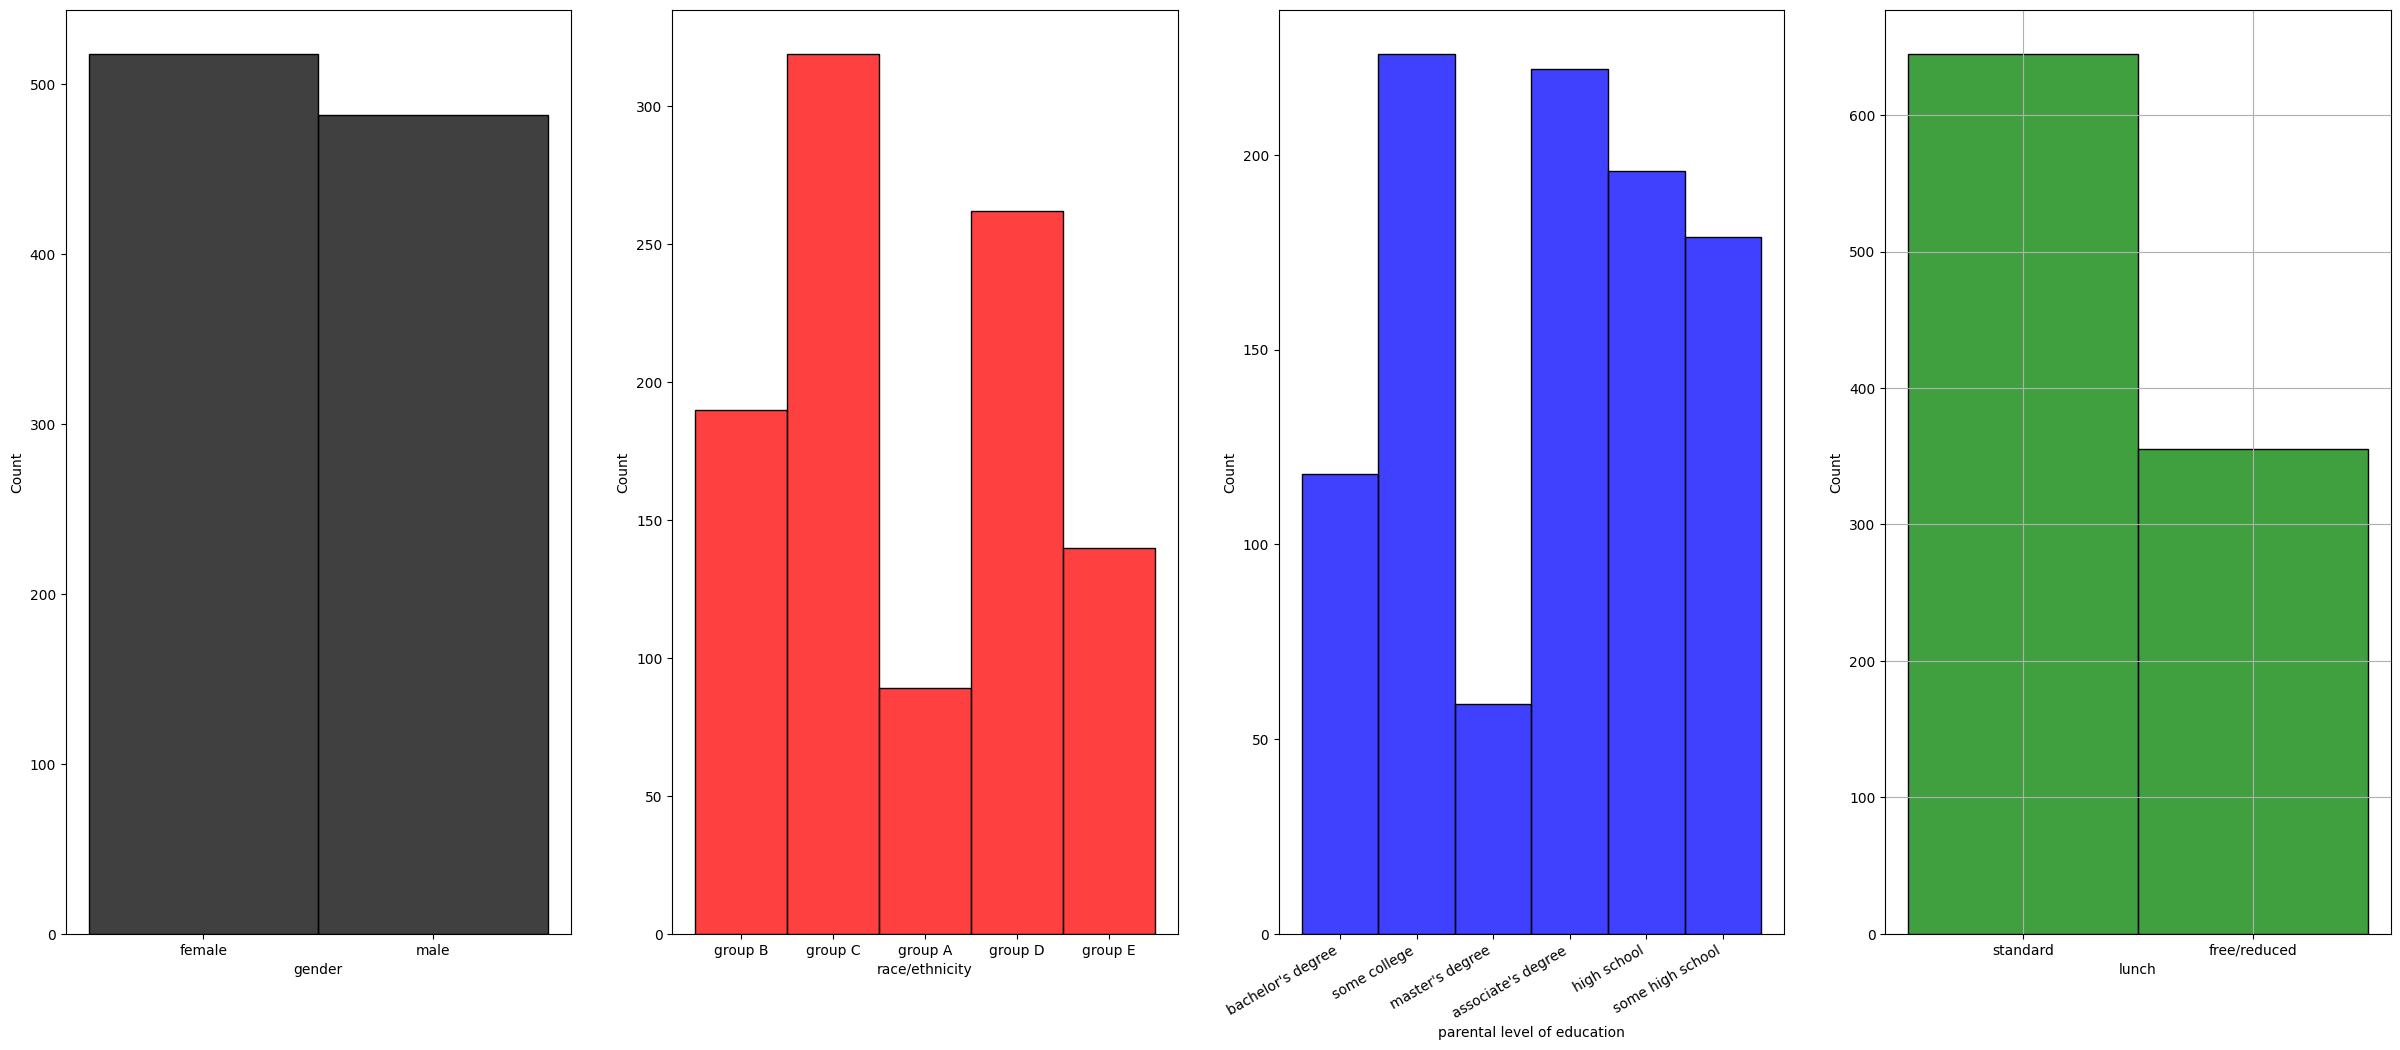 Count
500
400
300
200
100
0
female male
gender
Count
300
250
200
150
100
50
0
group B group C group A group D group E
race/ethnicity
Count
200
150
100
50
0
bachelor's degree
some college
master's degree
associate's degree
high school
some high school
parental level of education
Count
600
500
400
300
200
100
0
standard free/reduced
lunch